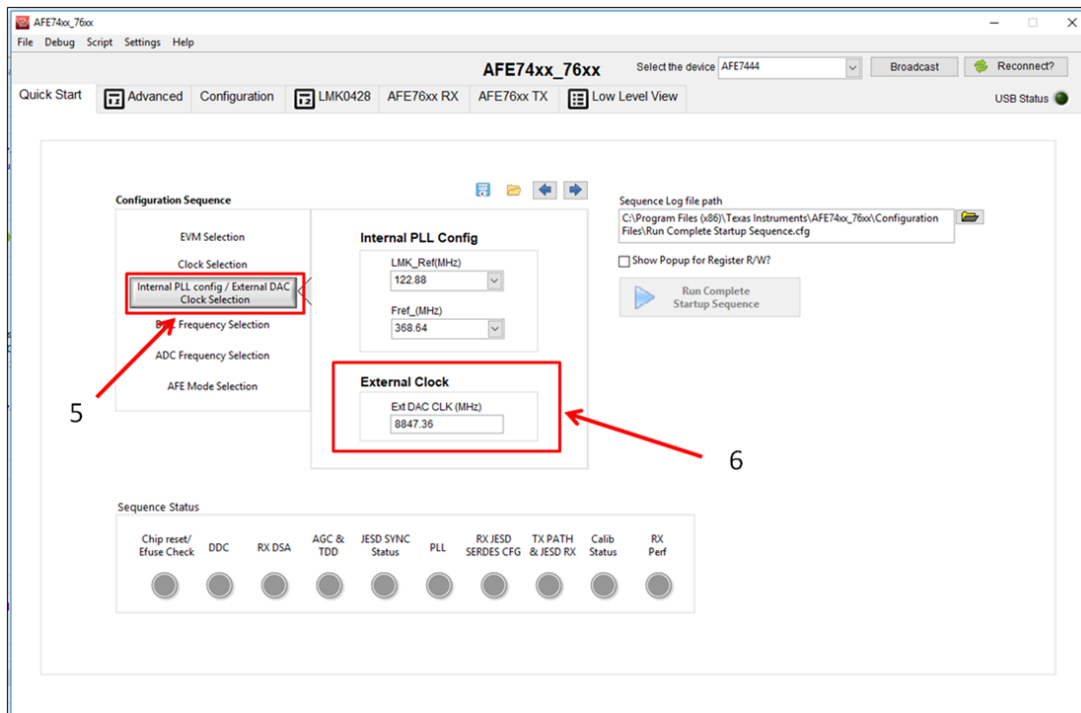 AFE74xx_76xx
File Debug Script Settings Help
AFE74xx_76xx
Select the device AFE7444
Broadcast
Reconnect?
Quick Start
Advanced
Configuration
LMK0428
AFE76xx RX
AFE76xx TX
Low Level View
USB Status
Configuration Sequence
EVM Selection
Clock Selection
Internal PLL config / External DAC
Clock Selection
Frequency Selection
ADC Frequency Selection
AFE Mode Selection
5
Internal PLL Config
LMK_Ref(MHz)
122.88
Fref_(MHz)
368.64
External Clock
Ext DAC CLK (MHz)
8847.36
6
Sequence Log file path
C:\Program Files (x86)\Texas Instruments\AFE74xx_76xx\Configuration
Files\Run Complete Startup Sequence.cfg
Show Popup for Register R/W?
Run Complete
Startup Sequence
Sequence Status
Chip reset/
Efuse Check
DDC
RX DSA
AGC &
TDD
JESD SYNC
Status
PLL
RX JESD
SERDES CFG
TX PATH
& JESD RX
Calib
Status
RX
Perf